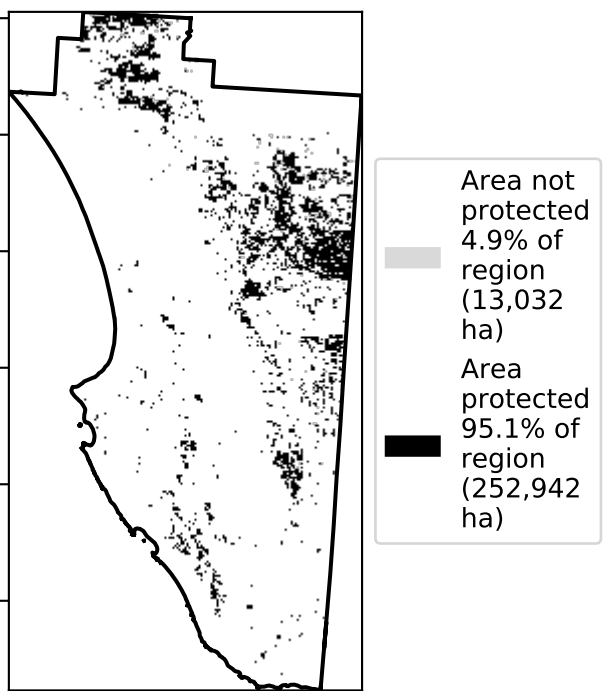 Area not
protected
4.9% of
region
(13,032
ha)
Area
protected
95.1% of
region
(252,942
ha)